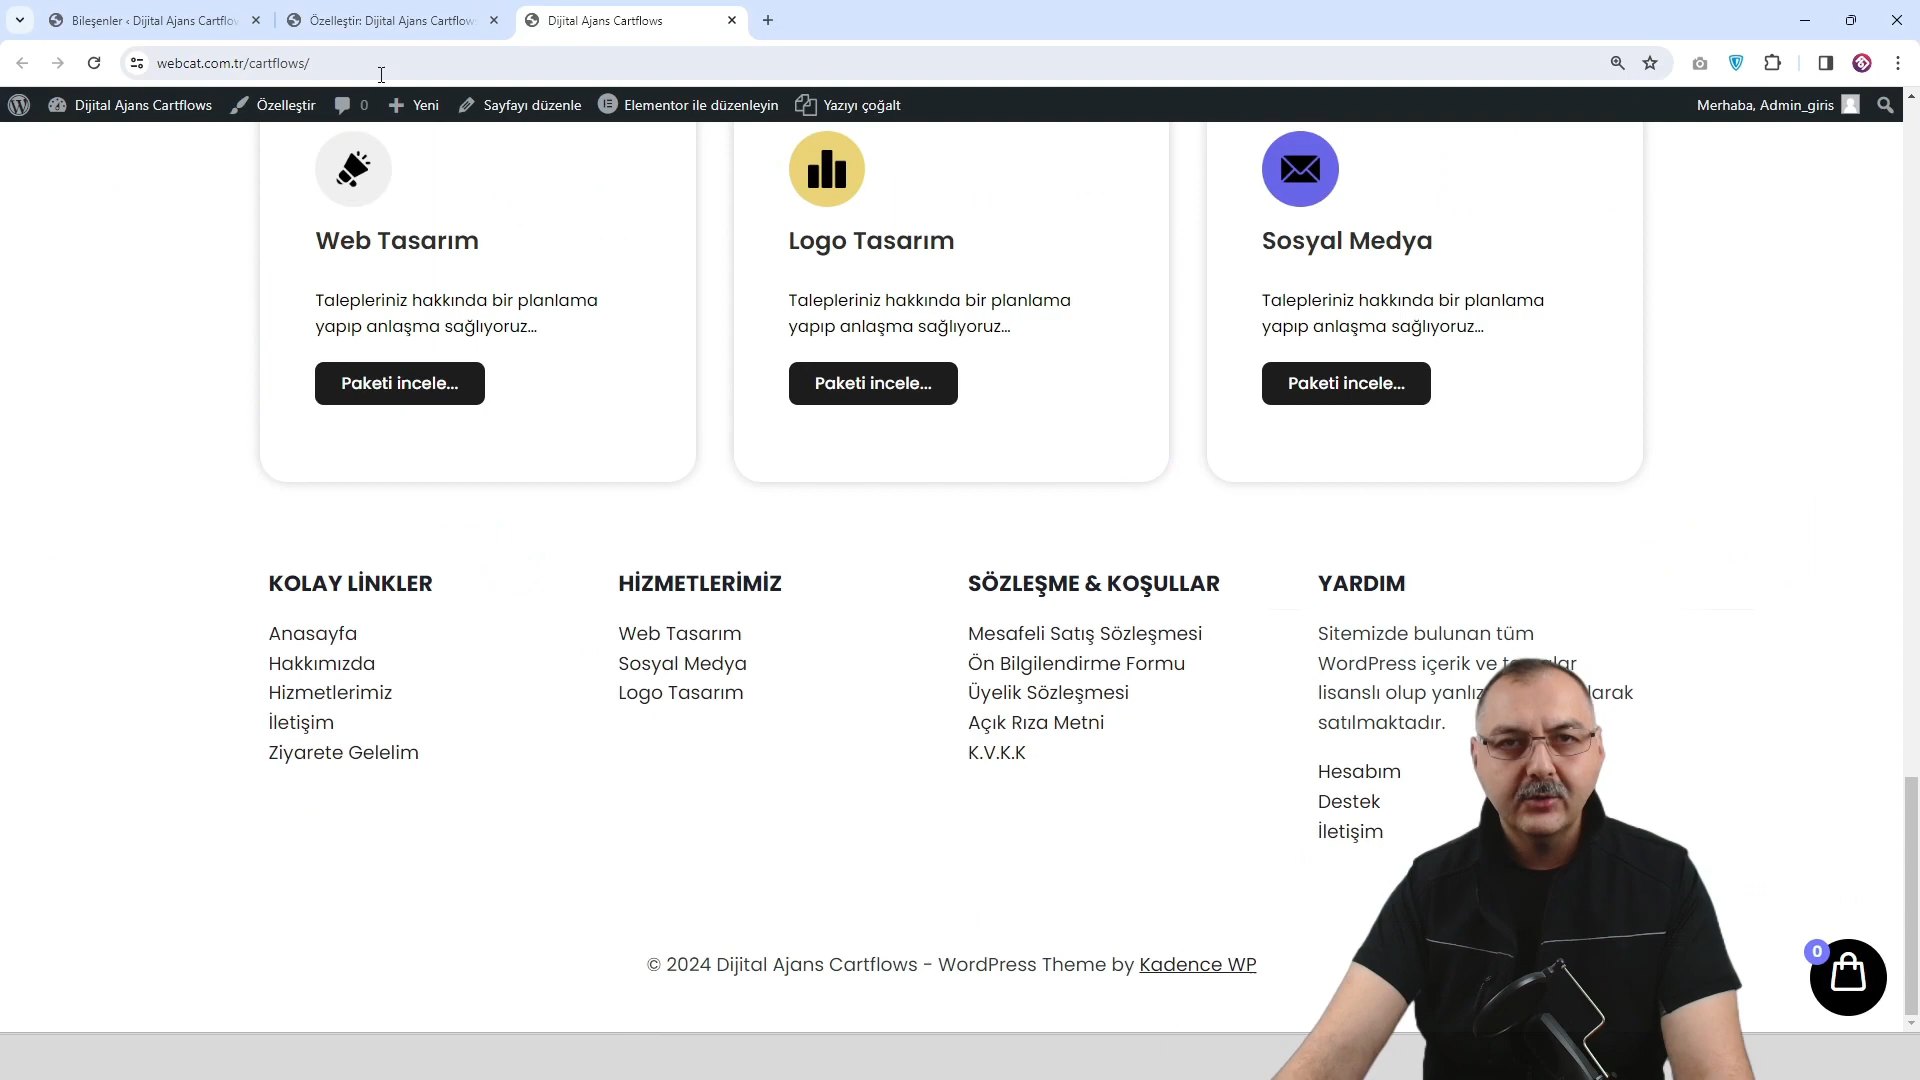 Bileşenler ‹ Dijital Ajans Cartflo
Özelleştir: Dijital Ajans Cartflow
Dijital Ajans Cartflows
webcat.com.tr/cartflows/
Dijital Ajans Cartflows
Özelleştir
0
Yeni
Sayfayı düzenle
Elementor ile düzenleyin
Yazıyı çoğalt
Merhaba, Admin_giris
Web Tasarım
Talepleriniz hakkında bir planlama
yapıp anlaşma sağlıyoruz...
Paketi incele...
Logo Tasarım
Talepleriniz hakkında bir planlama
yapıp anlaşma sağlıyoruz...
Paketi incele...
Sosyal Medya
Talepleriniz hakkında bir planlama
yapıp anlaşma sağlıyoruz...
Paketi incele...
KOLAY LİNKLER
Anasayfa
Hakkımızda
Hizmetlerimiz
İletişim
Ziyarete Gelelim
HİZMETLERİMİZ
Web Tasarım
Sosyal Medya
Logo Tasarım
SÖZLEŞME & KOŞULLAR
Mesafeli Satış Sözleşmesi
Ön Bilgilendirme Formu
Üyelik Sözleşmesi
Açık Rıza Metni
K.V.K.K
YARDIM
Sitemizde bulunan tüm
WordPress içerik ve
lisanslı olup
satılmaktadır.
Hesabım
Destek
İletişim
0
© 2024 Dijital Ajans Cartflows - WordPress Theme by Kadence WP